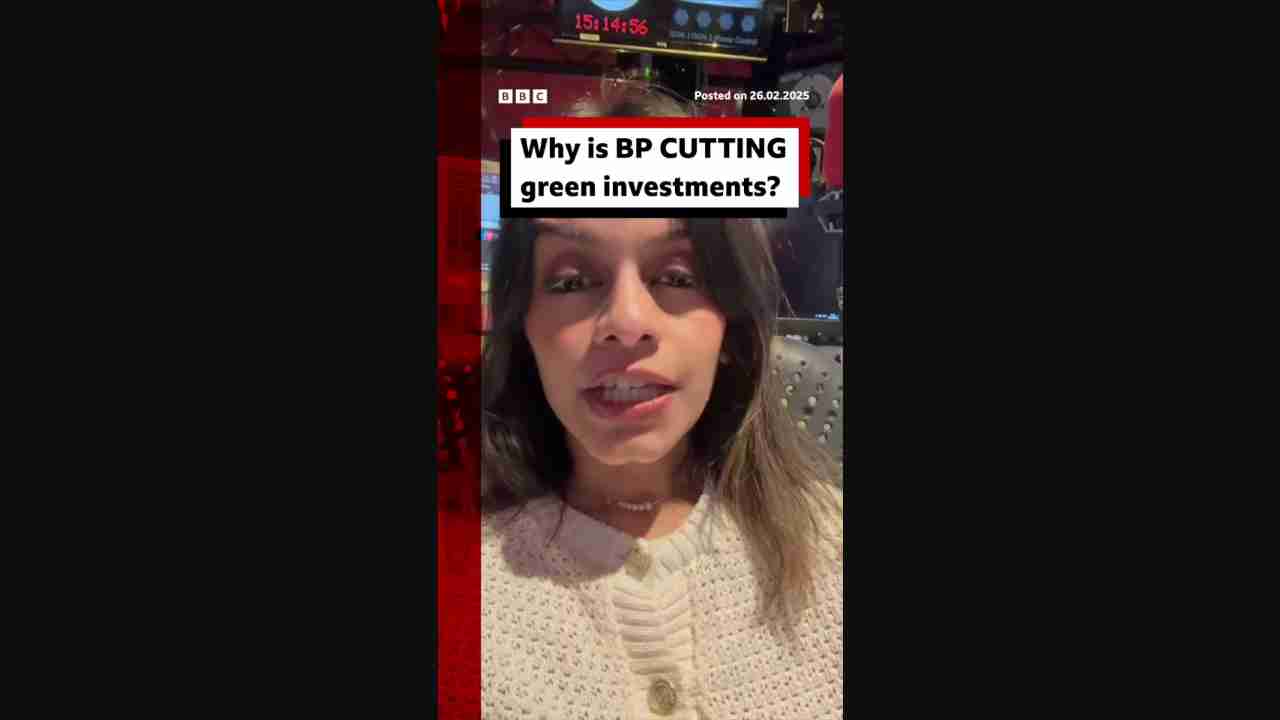 15:14:56
BBC
Posted on 26.02.2025
Why is BP CUTTING
green investments?